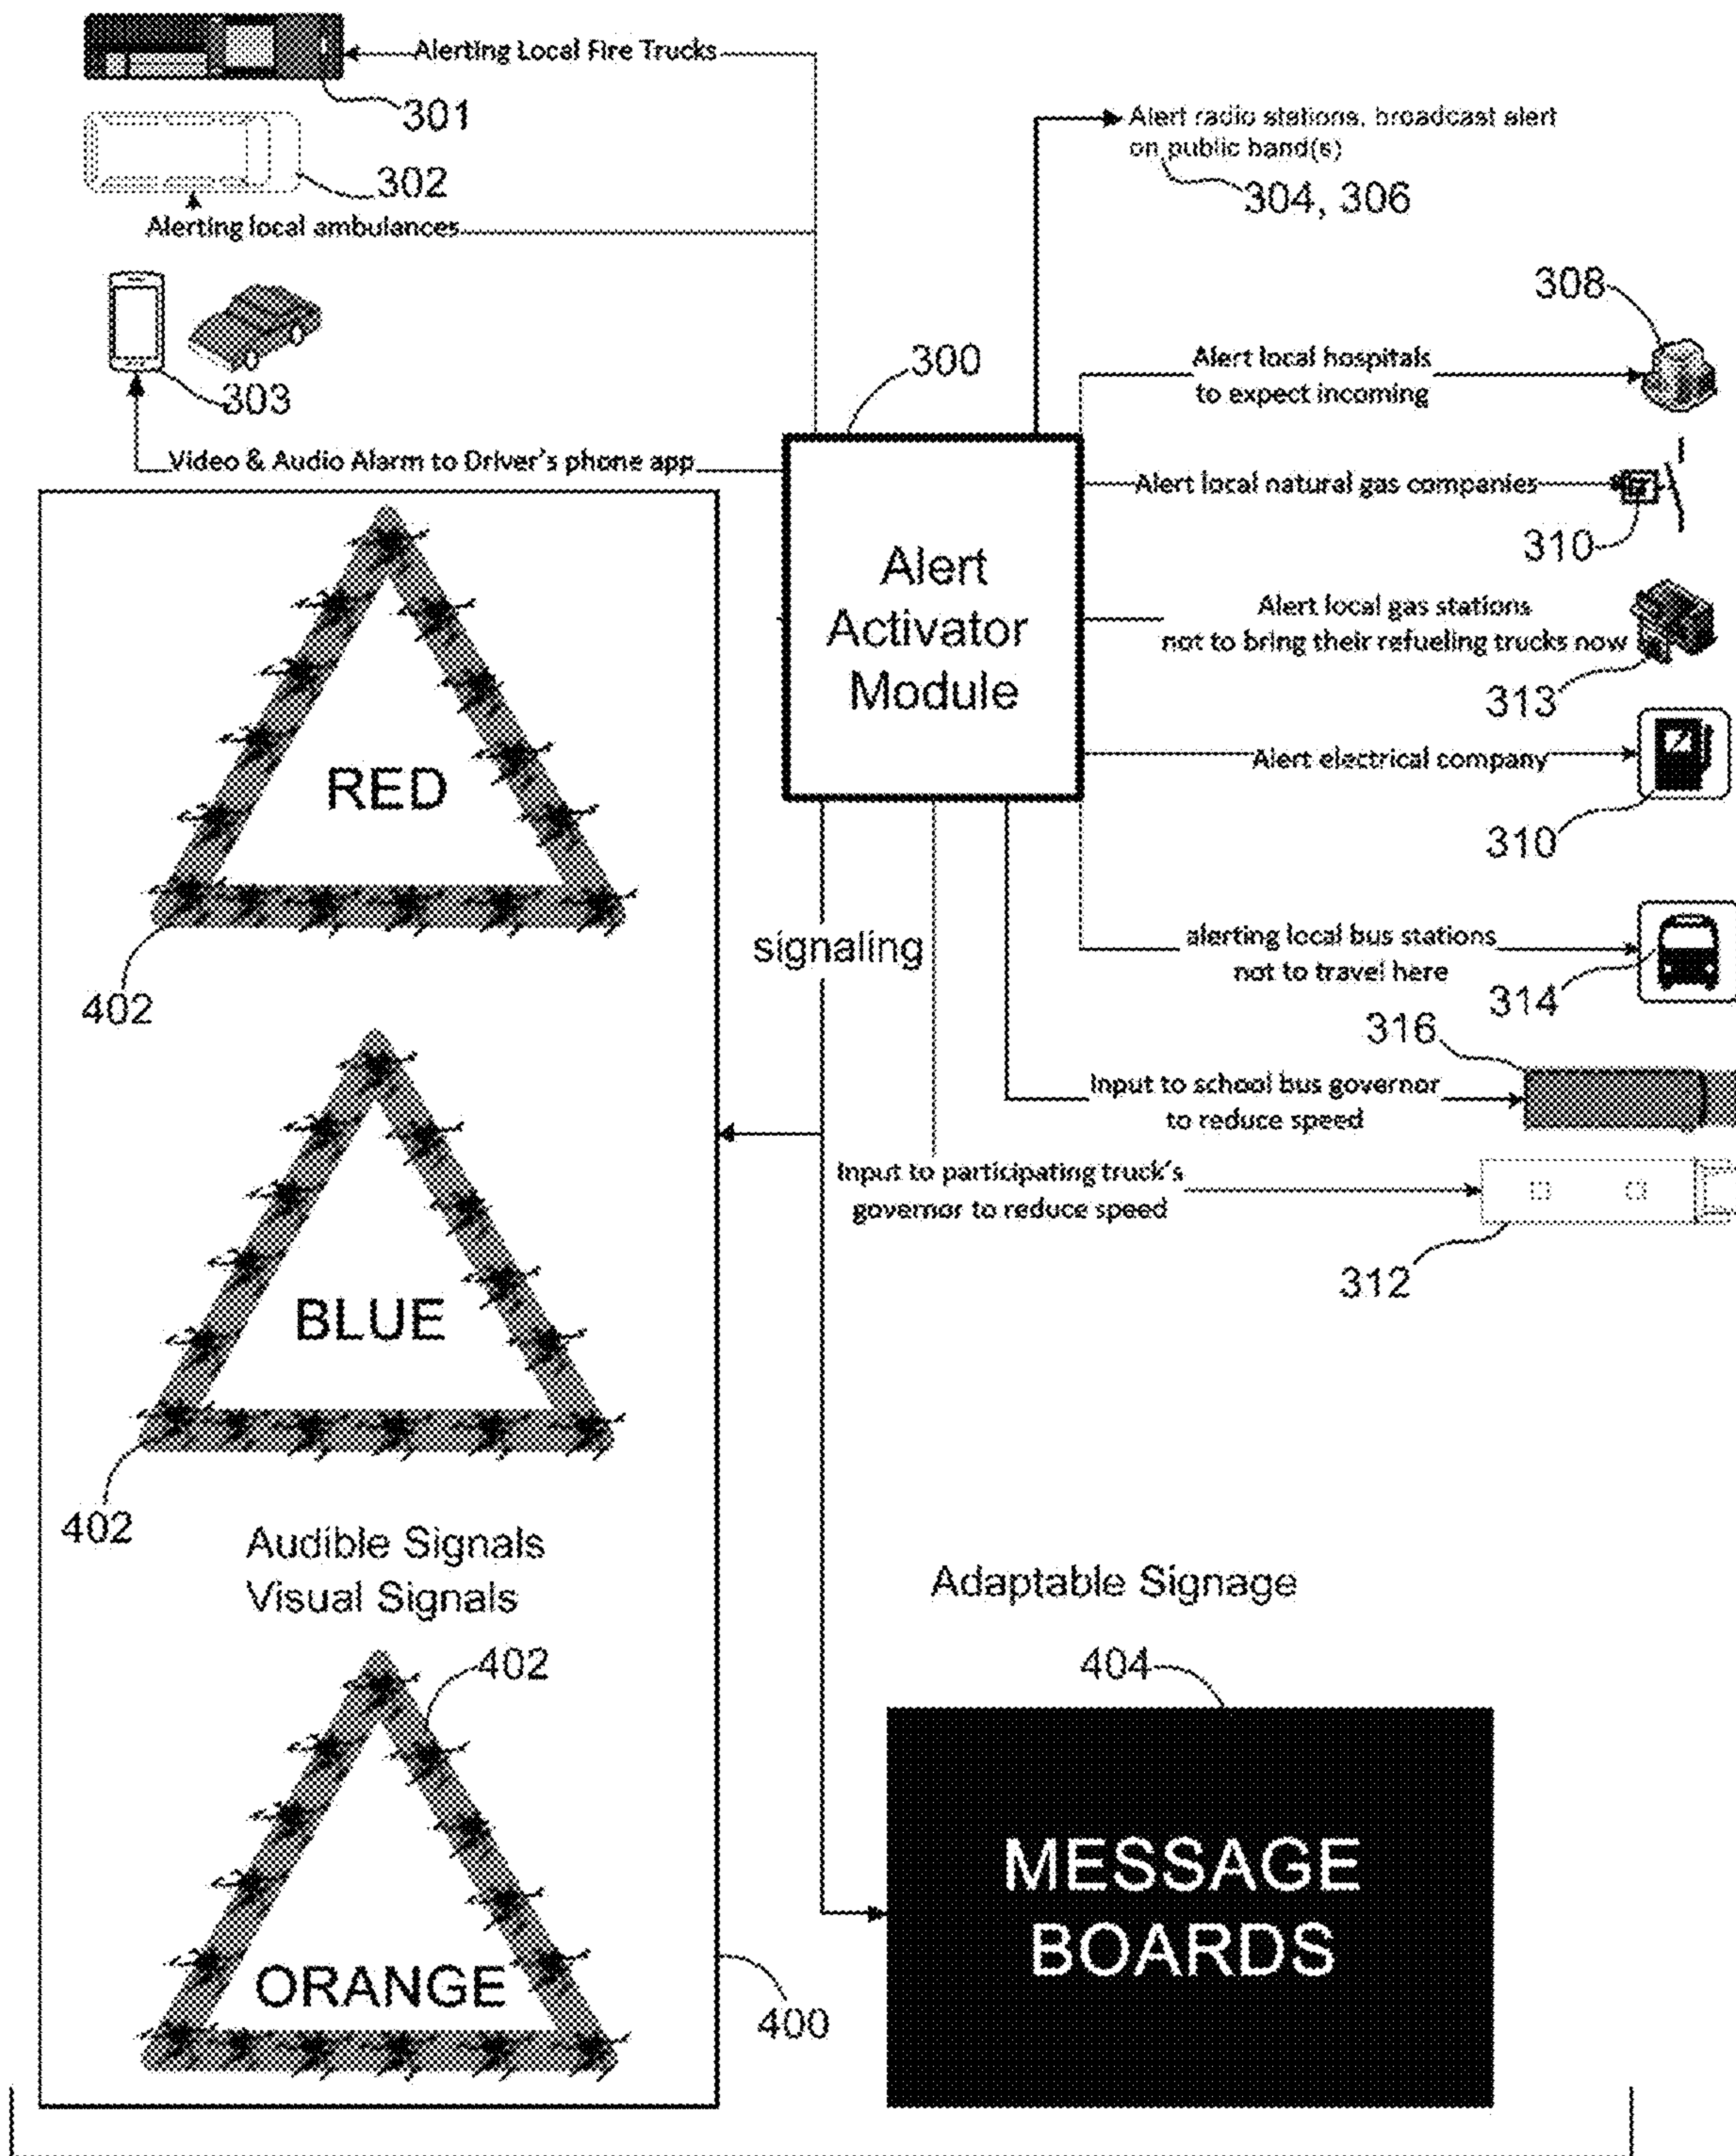 Alerting Local Fire Trucks
301
302
Alerting local ambulances
303
Video & Audio Alarm to Driver's phone app
Alert radio stations, broadcast alert
on public band(s)
304, 306
300
Alert
Activator
Module
308
Alert local hospitals
to expect incoming
Alert local natural gas companies
310
Alert local gas stations
not to bring their refueling trucks now
313
Alert electrical company
310
alerting local bus stations
not to travel here
314
316
Input to school bus governor
to reduce speed
Input to participating truck's
governor to reduce speed
312
signaling
RED
402
BLUE
402
Audible Signals
Visual Signals
402
ORANGE
400
Adaptable Signage
404
MESSAGE
BOARDS